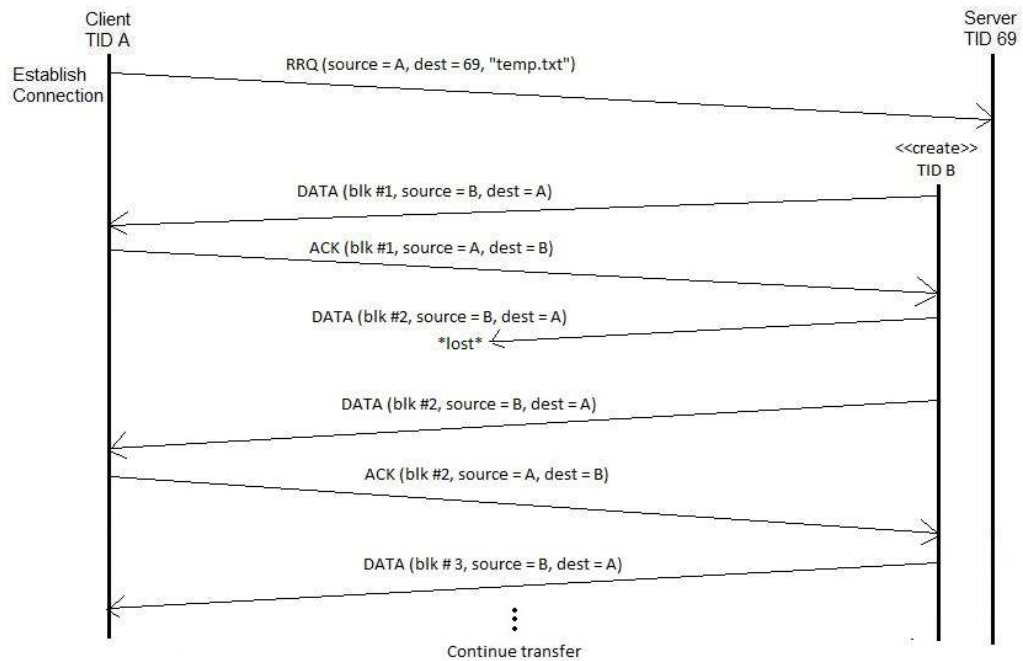 Client
TID A
Server
TID 69
RRQ (source = A, dest = 69, "temp.txt")
Establish
Connection
<<create>>
TID B
DATA (blk #1, source = B, dest = A)
ACK (blk #1, source = A, dest = B)
DATA (blk #2, source = B, dest = A)
*lost*
DATA (blk #2, source = B, dest = A)
ACK (blk #2, source = A, dest = B)
DATA (blk # 3, source = B, dest = A)
Continue transfer